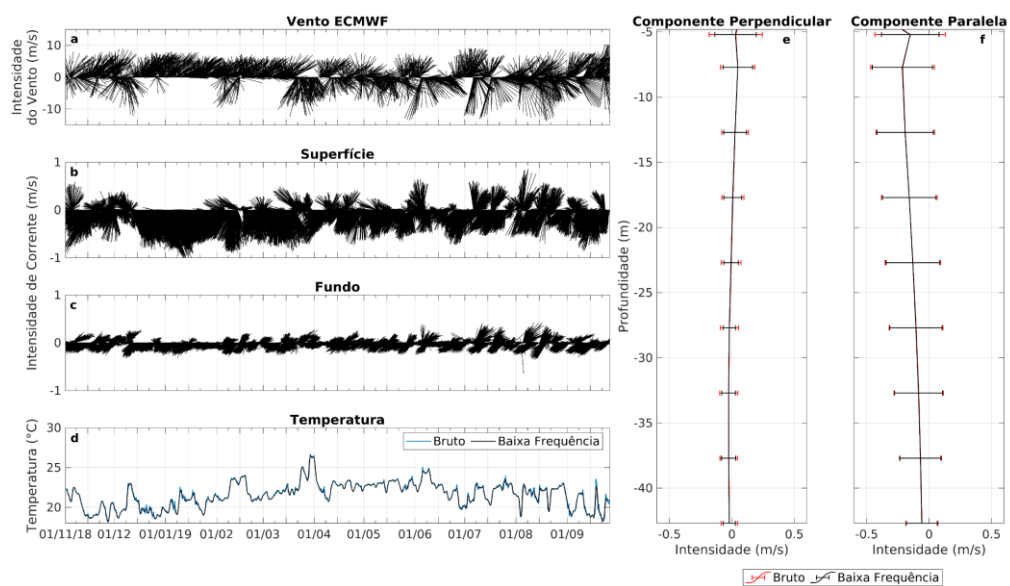 Vento ECMWF
a
10
0
-10
Intensidade
do Vento (m/s)
Superfície
b
1
0
-1
Fundo
c
1
0
-1
Intensidade de Corrente (m/s)
Temperatura
d
30
25
20
Temperatura (°C)
Bruto Baixa Frequência
01/11/18 01/12 01/01/19 01/02 01/03 01/04 01/05 01/06 01/07 01/08 01/09
Componente Perpendicular
e
-5
-10
-15
-20
-25
-30
-35
-40
Profundidade (m)
-0.5 0 0.5
Intensidade (m/s)
Componente Paralela
f
-0.5 0 0.5
Intensidade (m/s)
Bruto Baixa Frequência